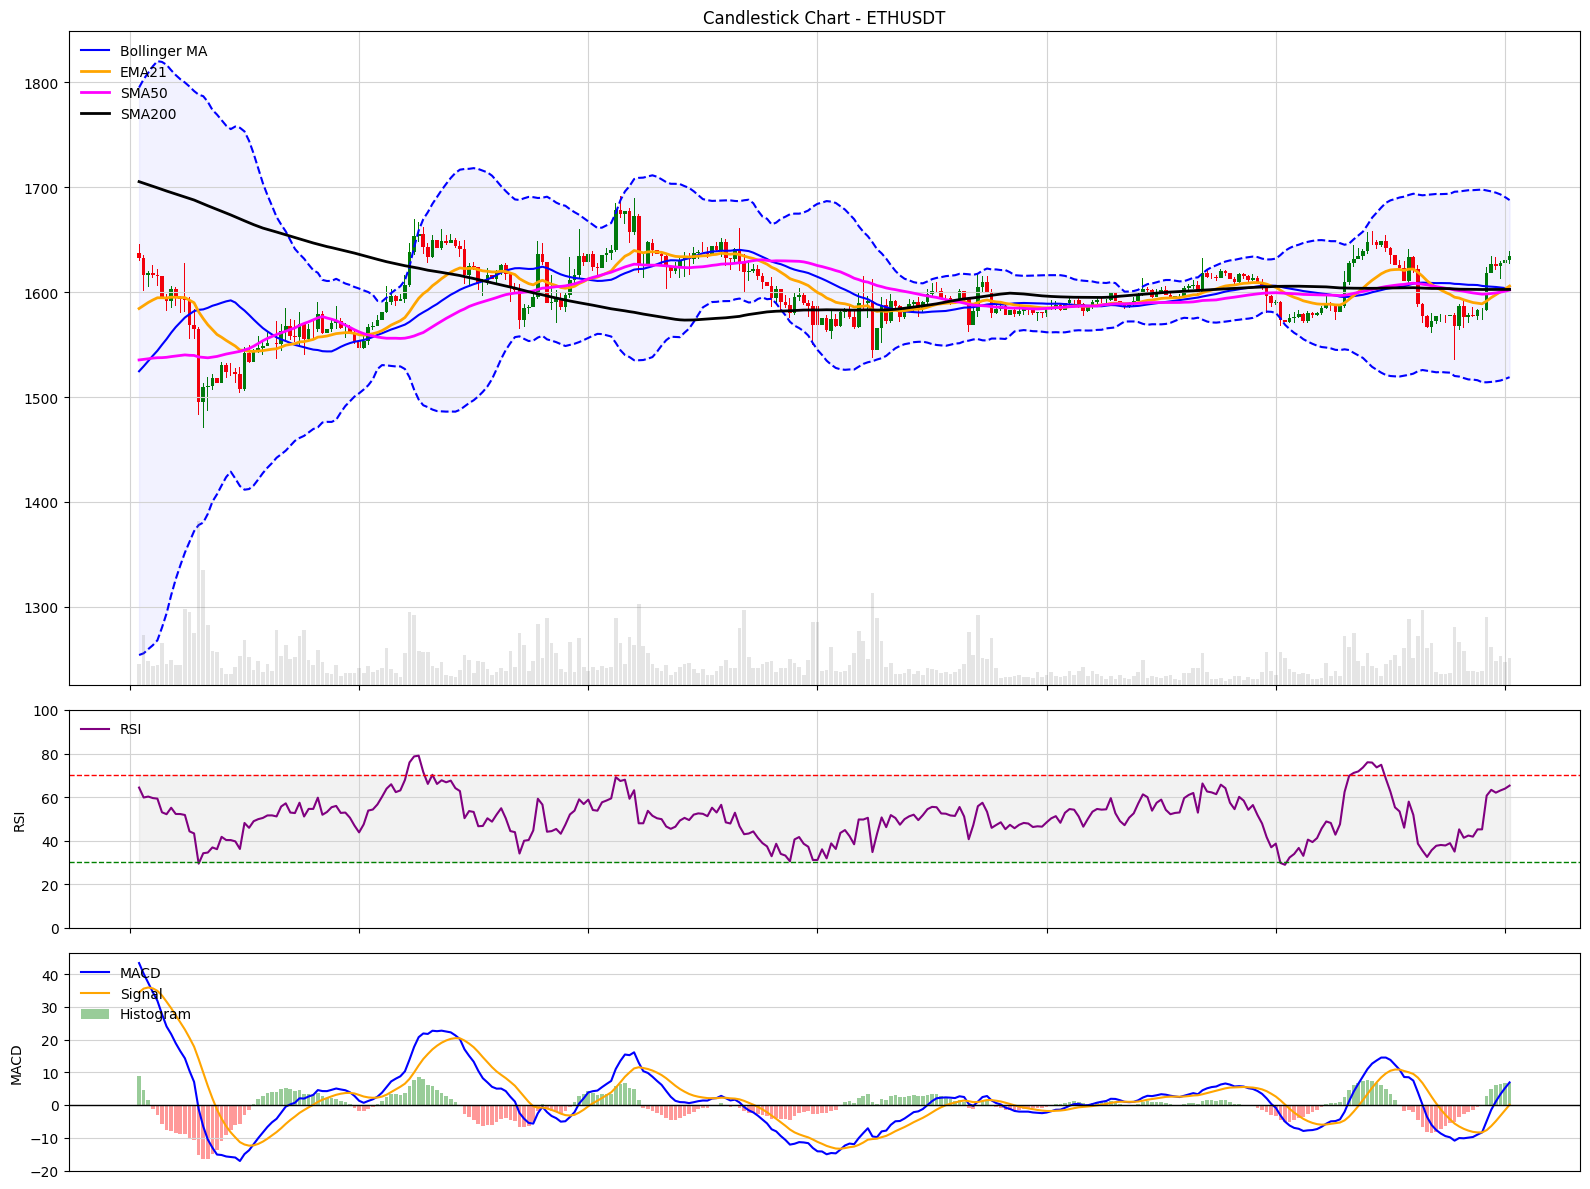 Candlestick Chart - ETHUSDT
Bollinger MA
EMA21
SMA50
SMA200
1800
1700
1600
1500
1400
1300
RSI
100
80
60
40
20
0
RSI
MACD
Signal
Histogram
40
30
20
10
0
−10
−20
MACD